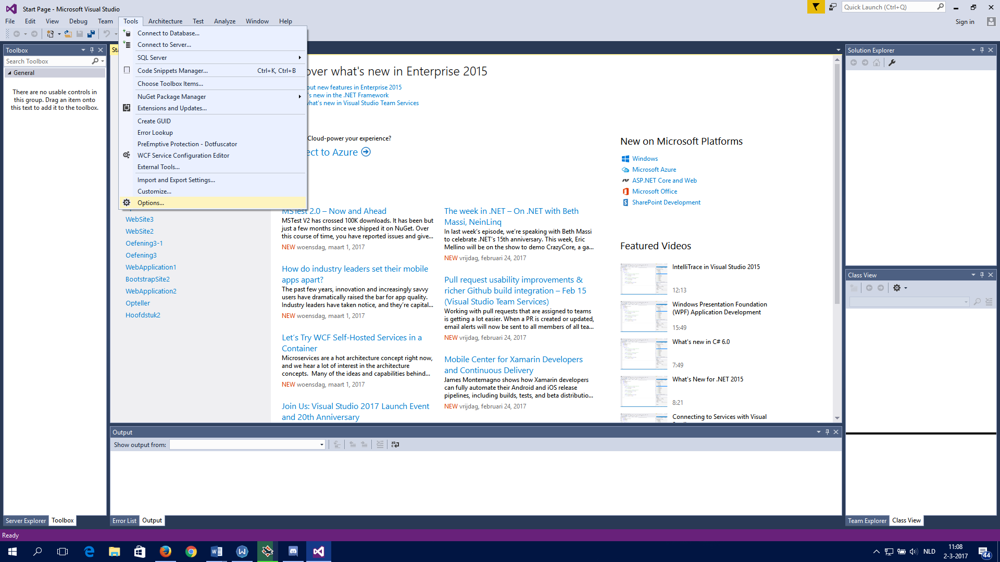 Start Page - Microsoft Visual Studio
Quick Launch (Ctrl+Q)
File Edit View Debug Team Tools Architecture Test Analyze Window Help
Sign in
Toolbox
Search Toolbox
General
There are no usable controls in
this group. Drag an item onto
this text to add it to the toolbox.
Server Explorer Toolbox
Connect to Database...
Connect to Server...
SQL Server
Code Snippets Manager... Ctrl+K, Ctrl+B
Choose Toolbox Items...
NuGet Package Manager
Extensions and Updates...
Create GUID
Error Lookup
PreEmptive Protection - Dotfuscator
WCF Service Configuration Editor
External Tools...
Import and Export Settings...
Customize...
Options...
WebSite3
WebSite2
Oefening3-1
Oefening3
WebApplication1
BootstrapSite2
WebApplication2
Opteller
Hoofdstuk2
over what's new in Enterprise 2015
out new features in Enterprise 2015
's new in the .NET Framework
hat's new in Visual Studio Team Services
Cloud-power your experience?
ect to Azure
MSTest 2.0 – Now and Ahead
MSTest V2 has crossed 100K downloads. It has been but
just a few months since we shipped it on NuGet. Over
this course of time, you have reported issues and give...
NEW woensdag, maart 1, 2017
How do industry leaders set their mobile
apps apart?
The past few years, innovation and increasingly savvy
users have dramatically raised the bar for app quality.
Industry leaders have taken notice, and they're capital...
NEW woensdag, maart 1, 2017
Let's Try WCF Self-Hosted Services in a
Container
Microservices are a hot architecture concept right now,
and we hear a lot of interest in the architecture
concepts. Many of the ideas and capabilities behind...
NEW woensdag, maart 1, 2017
Join Us: Visual Studio 2017 Launch Event
and 20th Anniversary
The week in .NET – On .NET with Beth
Massi, NeinLinq
In last week's episode, we're speaking with Beth Massi
to celebrate .NET's 15th anniversary. This week, Eric
Mellino will be on the show to demo CrazyCore, a ga...
NEW vrijdag, februari 24, 2017
Pull request usability improvements &
richer Github build integration – Feb 15
(Visual Studio Team Services)
Working with pull requests that are assigned to teams
is getting a lot easier. When a PR is created or updated,
email alerts will now be sent to all members of all tea...
NEW vrijdag, februari 24, 2017
Mobile Center for Xamarin Developers
and Continuous Delivery
James Montemagno shows how Xamarin developers
can fully automate their Android and iOS release
pipelines, including builds, tests, and beta distributio...
NEW vrijdag, februari 24, 2017
New on Microsoft Platforms
Windows
Microsoft Azure
ASP.NET Core and Web
Microsoft Office
SharePoint Development
Featured Videos
IntelliTrace in Visual Studio 2015
12:13
Windows Presentation Foundation
(WPF) Application Development
15:49
What's new in C# 6.0
7:49
What's New for .NET 2015
8:21
Connecting to Services with Visual
Output
Show output from:
Error List Output
Solution Explorer
Class View
Team Explorer Class View
Ready
NLD
11:08
2-3-2017
44